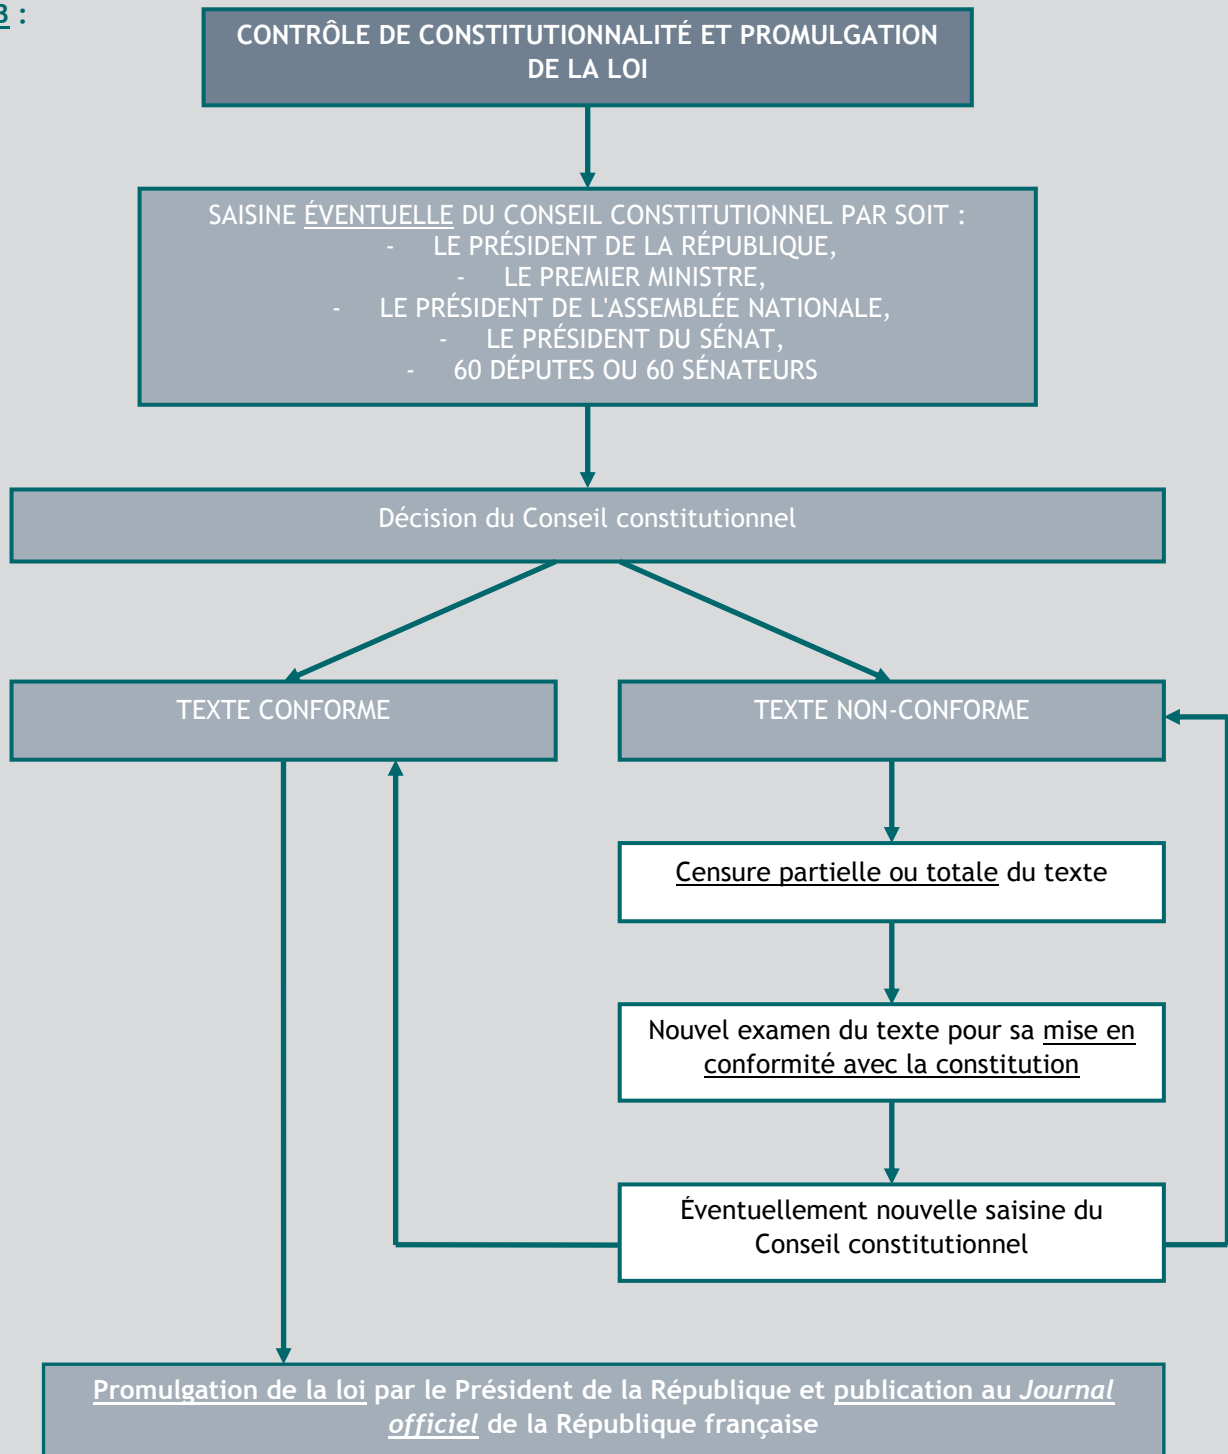 3 :
CONTRÔLE DE CONSTITUTIONNALITÉ ET PROMULGATION
DE LA LOI
SAISINE ÉVENTUELLE DU CONSEIL CONSTITUTIONNEL PAR SOIT :
- LE PRÉSIDENT DE LA RÉPUBLIQUE,
- LE PREMIER MINISTRE,
- LE PRÉSIDENT DE L'ASSEMBLÉE NATIONALE,
- LE PRÉSIDENT DU SÉNAT,
- 60 DÉPUTES OU 60 SÉNATEURS
Décision du Conseil constitutionnel
TEXTE CONFORME
TEXTE NON-CONFORME
Censure partielle ou totale du texte
Nouvel examen du texte pour sa mise en
conformité avec la constitution
Éventuellement nouvelle saisine du
Conseil constitutionnel
Promulgation de la loi par le Président de la République et publication au Journal
officiel de la République française